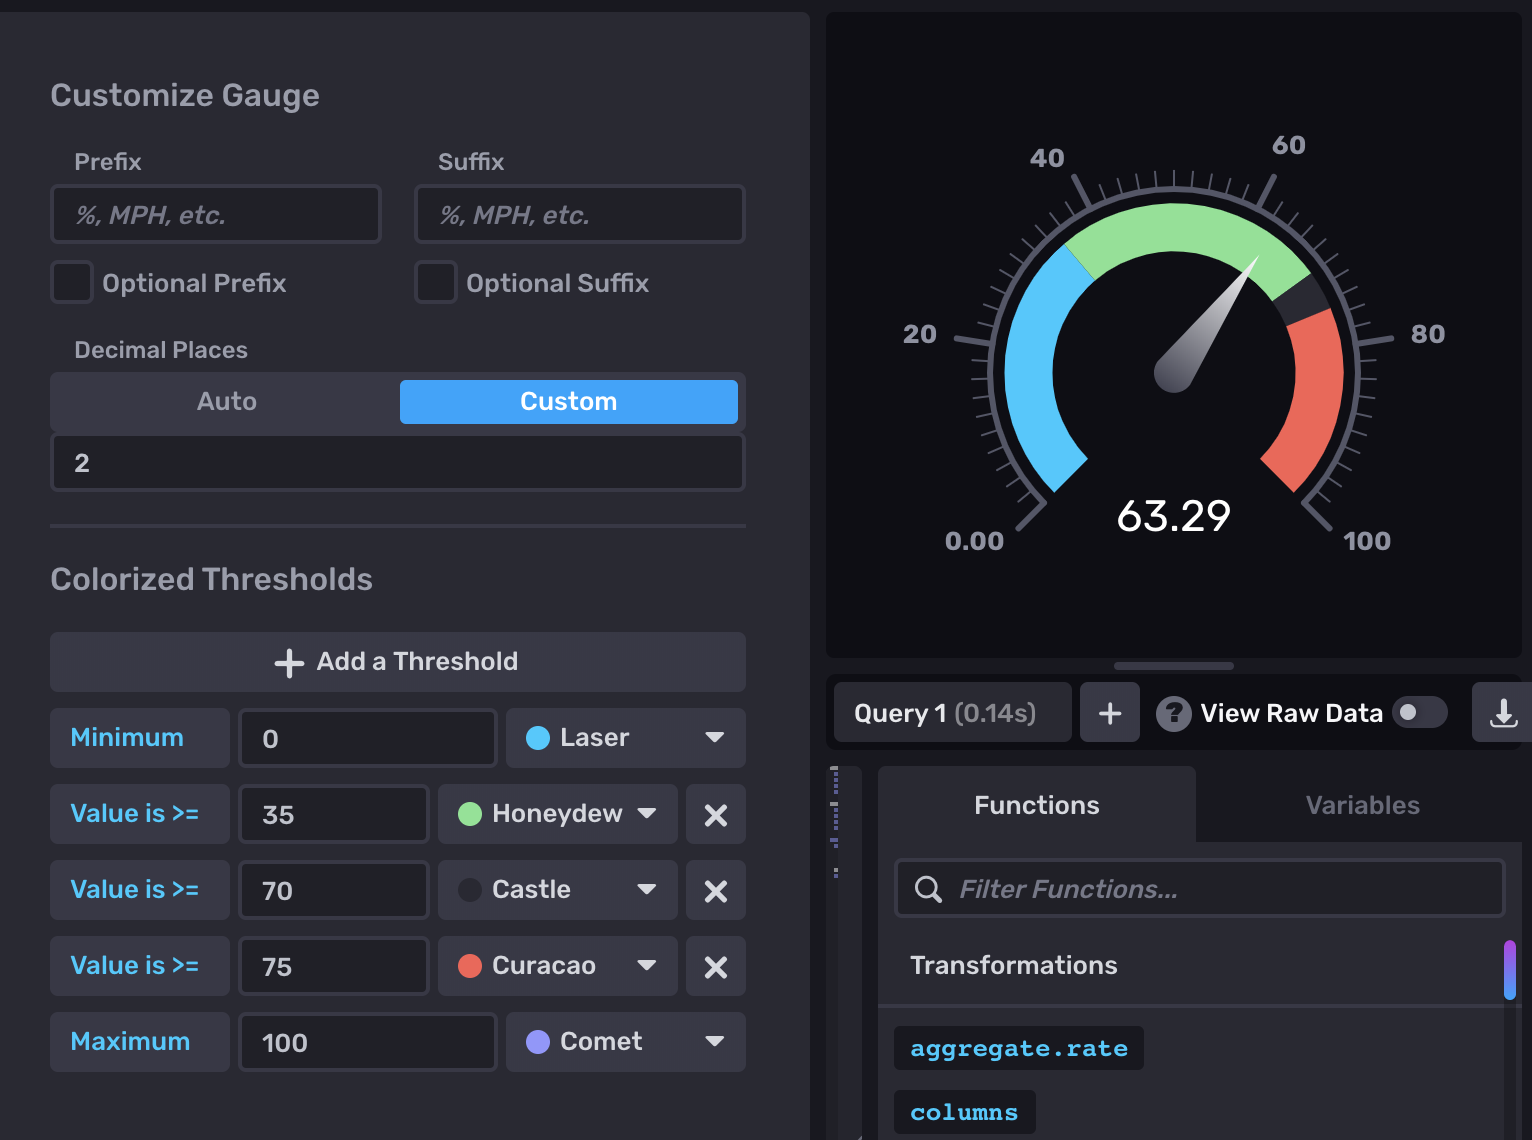 Customize Gauge
Prefix
Suffix
%, MPH, etc.
%, MPH, etc.
Optional Prefix
Optional Suffix
Decimal Places
Auto
Custom
2
Colorized Thresholds
Add a Threshold
Minimum
0
Laser
Value is >=
35
Honeydew
Value is >=
70
Castle
Value is >=
75
Curacao
Maximum
100
Comet
40
60
20
80
63.29
0.00
100
Query 1 (0.14s)
?
View Raw Data
Functions
Variables
Filter Functions...
Transformations
aggregate.rate
columns